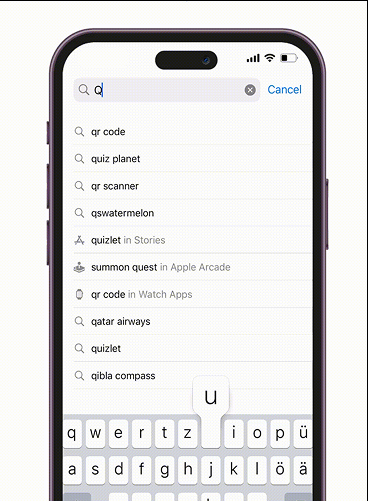 Q
Cancel
qr code
quiz planet
qr scanner
qswatermelon
quizlet in Stories
summon quest in Apple Arcade
qr code in Watch Apps
qatar airways
quizlet
qibla compass
u
q w e r t z i o p ü
a s d f g h j k l ö ä